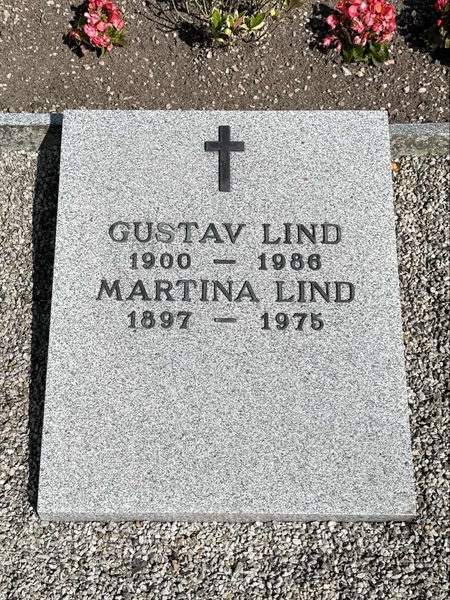 GUSTAV LIND
1900 — 1986
MARTINA LIND
1897 — 1975